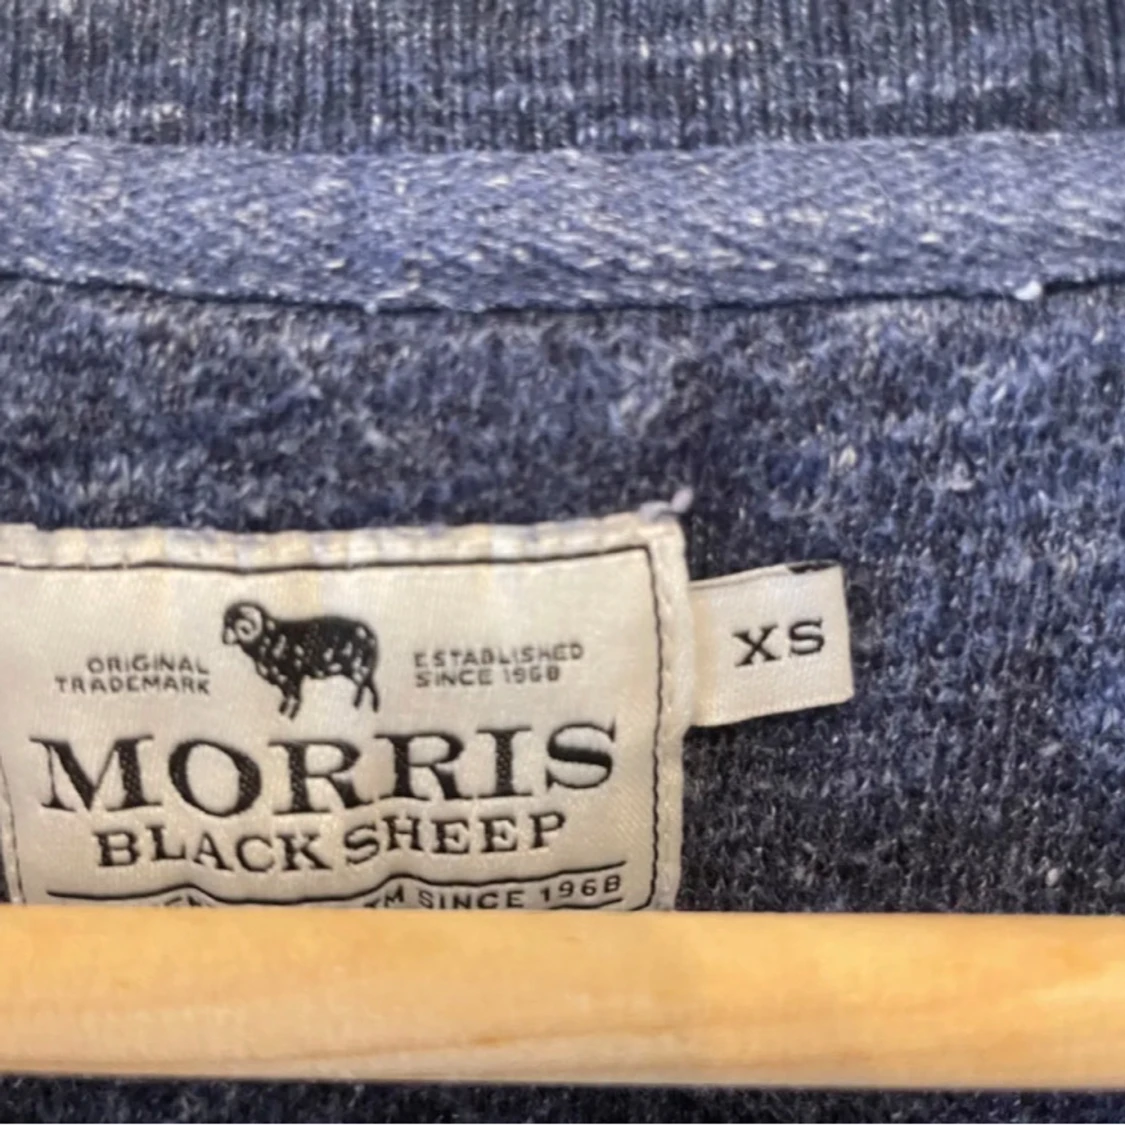 ORIGINAL
TRADEMARK
ESTABLISHED
SINCE 1968
MORRIS
BLACK SHEEP
SINCE 1968
XS